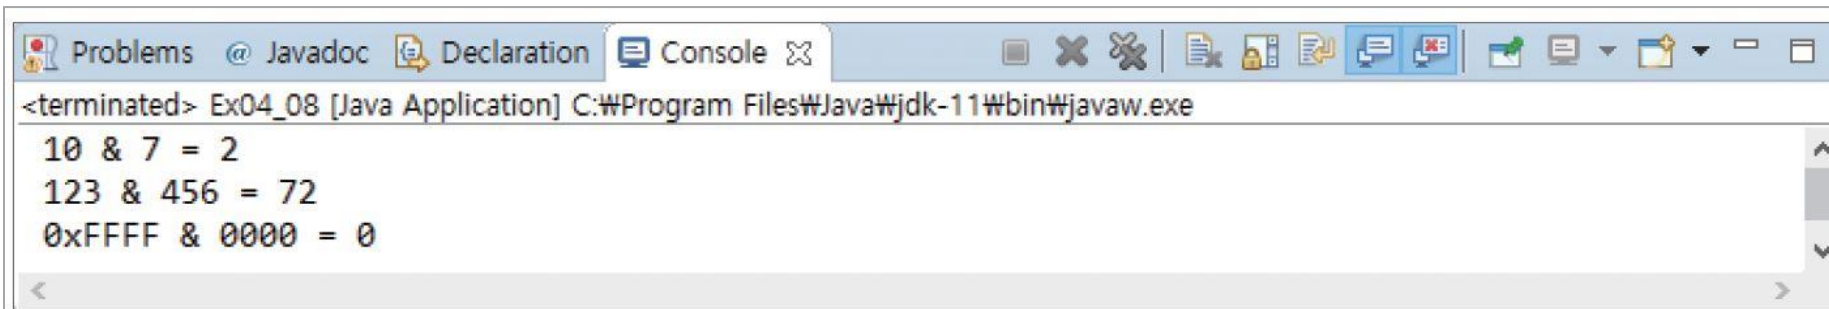 Problems @ Javadoc Declaration Console
<terminated> Ex04_08 [Java Application] C:₩Program Files₩Java₩jdk-11₩bin₩javaw.exe
10 & 7 = 2
123 & 456 = 72
0xFFFF & 0000 = 0